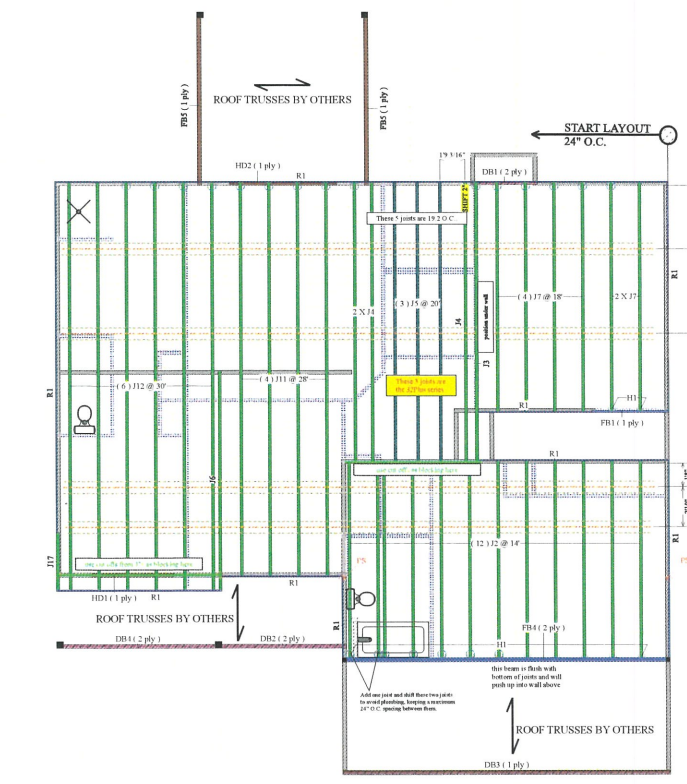 FB5 ( 1 ply )
ROOF TRUSSES BY OTHERS
FB5 ( 1 ply )
START LAYOUT
24" O.C.
HD2 ( 1 ply )
R1
1'9 3/16"
DB1 ( 2 ply )
SHIFT 2"
These 5 joists are 19.2 O C
R1
( 3 ) J5 @ 20'
( 4 ) J7 @ 18'
2 X J7
2 X J4
J4
position under wall
J3
R1
( 6 ) J12 @ 30'
( 4 ) J11 @ 28'
These 3 joists are
R1
H1
FB1 ( 1 ply )
R1
J6
( 12 ) J2 @ 14'
R1
J17
HD1 ( 1 ply )
R1
R1
ROOF TRUSSES BY OTHERS
R1
DB4 ( 2 ply )
DB2 ( 2 ply )
FB4 ( 2 ply )
H1
this beam is flush with
bottom of joists and will
push up into wall above
Add one joist and shift these two joists
to avoid plumbing, keeping a maximum
24" O C. spacing between them.
ROOF TRUSSES BY OTHERS
DB3 ( 1 ply )